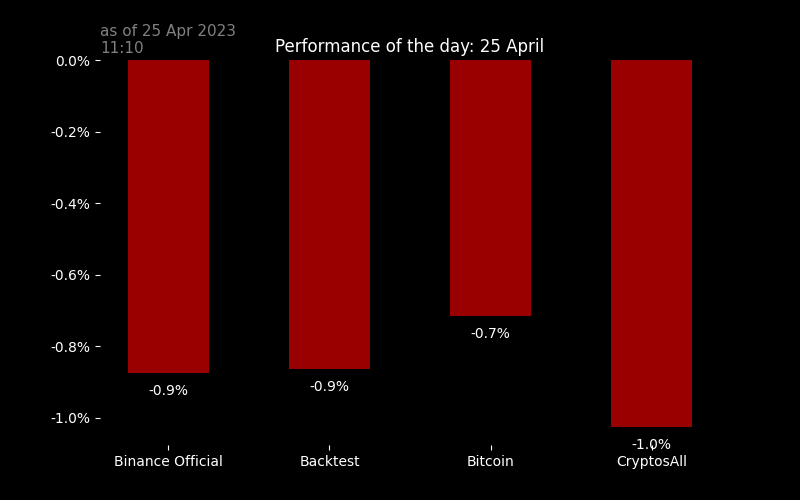 as of 25 Apr 2023
11:10
Performance of the day: 25 April
0.0%
-0.2%
-0.4%
-0.6%
-0.8%
-1.0%
-0.9%
-0.9%
-0.7%
-1.0%
Binance Official
Backtest
Bitcoin
CryptosAll